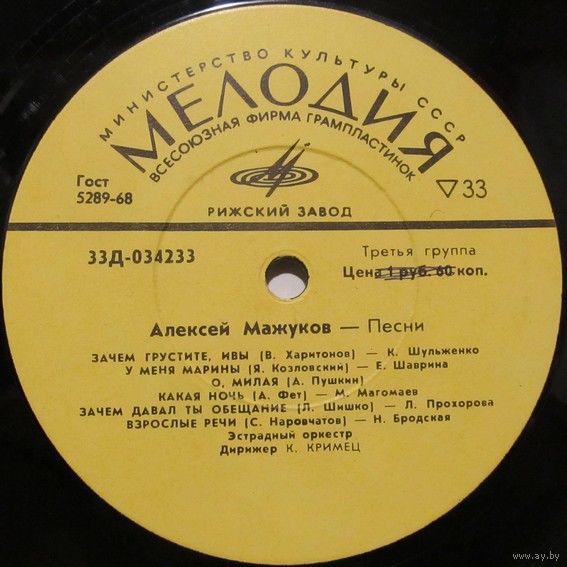 МИНИСТЕРСТВО КУЛЬТУРЫ СССР
МЕЛОДИЯ
ВСЕСОЮЗНАЯ ФИРМА ГРАМПЛАСТИНОК
Гост
5289-68
▽33
РИЖСКИЙ ЗАВОД
33Д-034233
Третья группа
Цена 1 руб. 60 коп.
Алексей Мажуков — Песни
ЗАЧЕМ ГРУСТИТЕ, ИВЫ (В. Харитонов) — К. Шульженко
У МЕНЯ МАРИНЫ (Я. Козловский) — Е. Шаврина
О, МИЛАЯ (А. Пушкин)
КАКАЯ НОЧЬ (А. Фет) — М. Магомаев
ЗАЧЕМ ДАВАЛ ТЫ ОБЕЩАНИЕ (Л. Шишко) — Л. Прохорова
ВЗРОСЛЫЕ РЕЧИ (С. Наровчатов) — Н. Бродская
Эстрадный оркестр
Дирижер К. КРИМЕЦ
www.ay.by